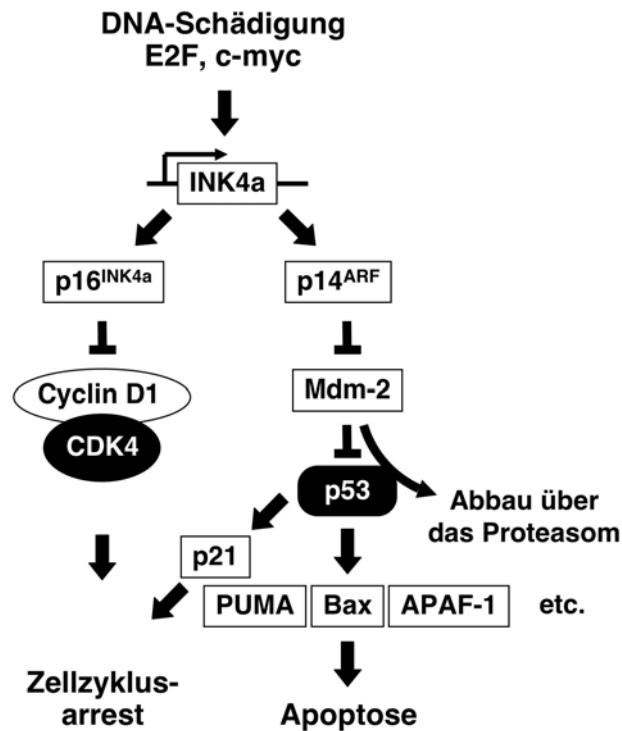 DNA-Schädigung
E2F, c-myc
INK4a
p16INK4a
p14ARF
Cyclin D1
Mdm-2
CDK4
p53
Abbau über
das Proteasom
p21
PUMA Bax APAF-1 etc.
Zellzyklus-
arrest
Apoptose